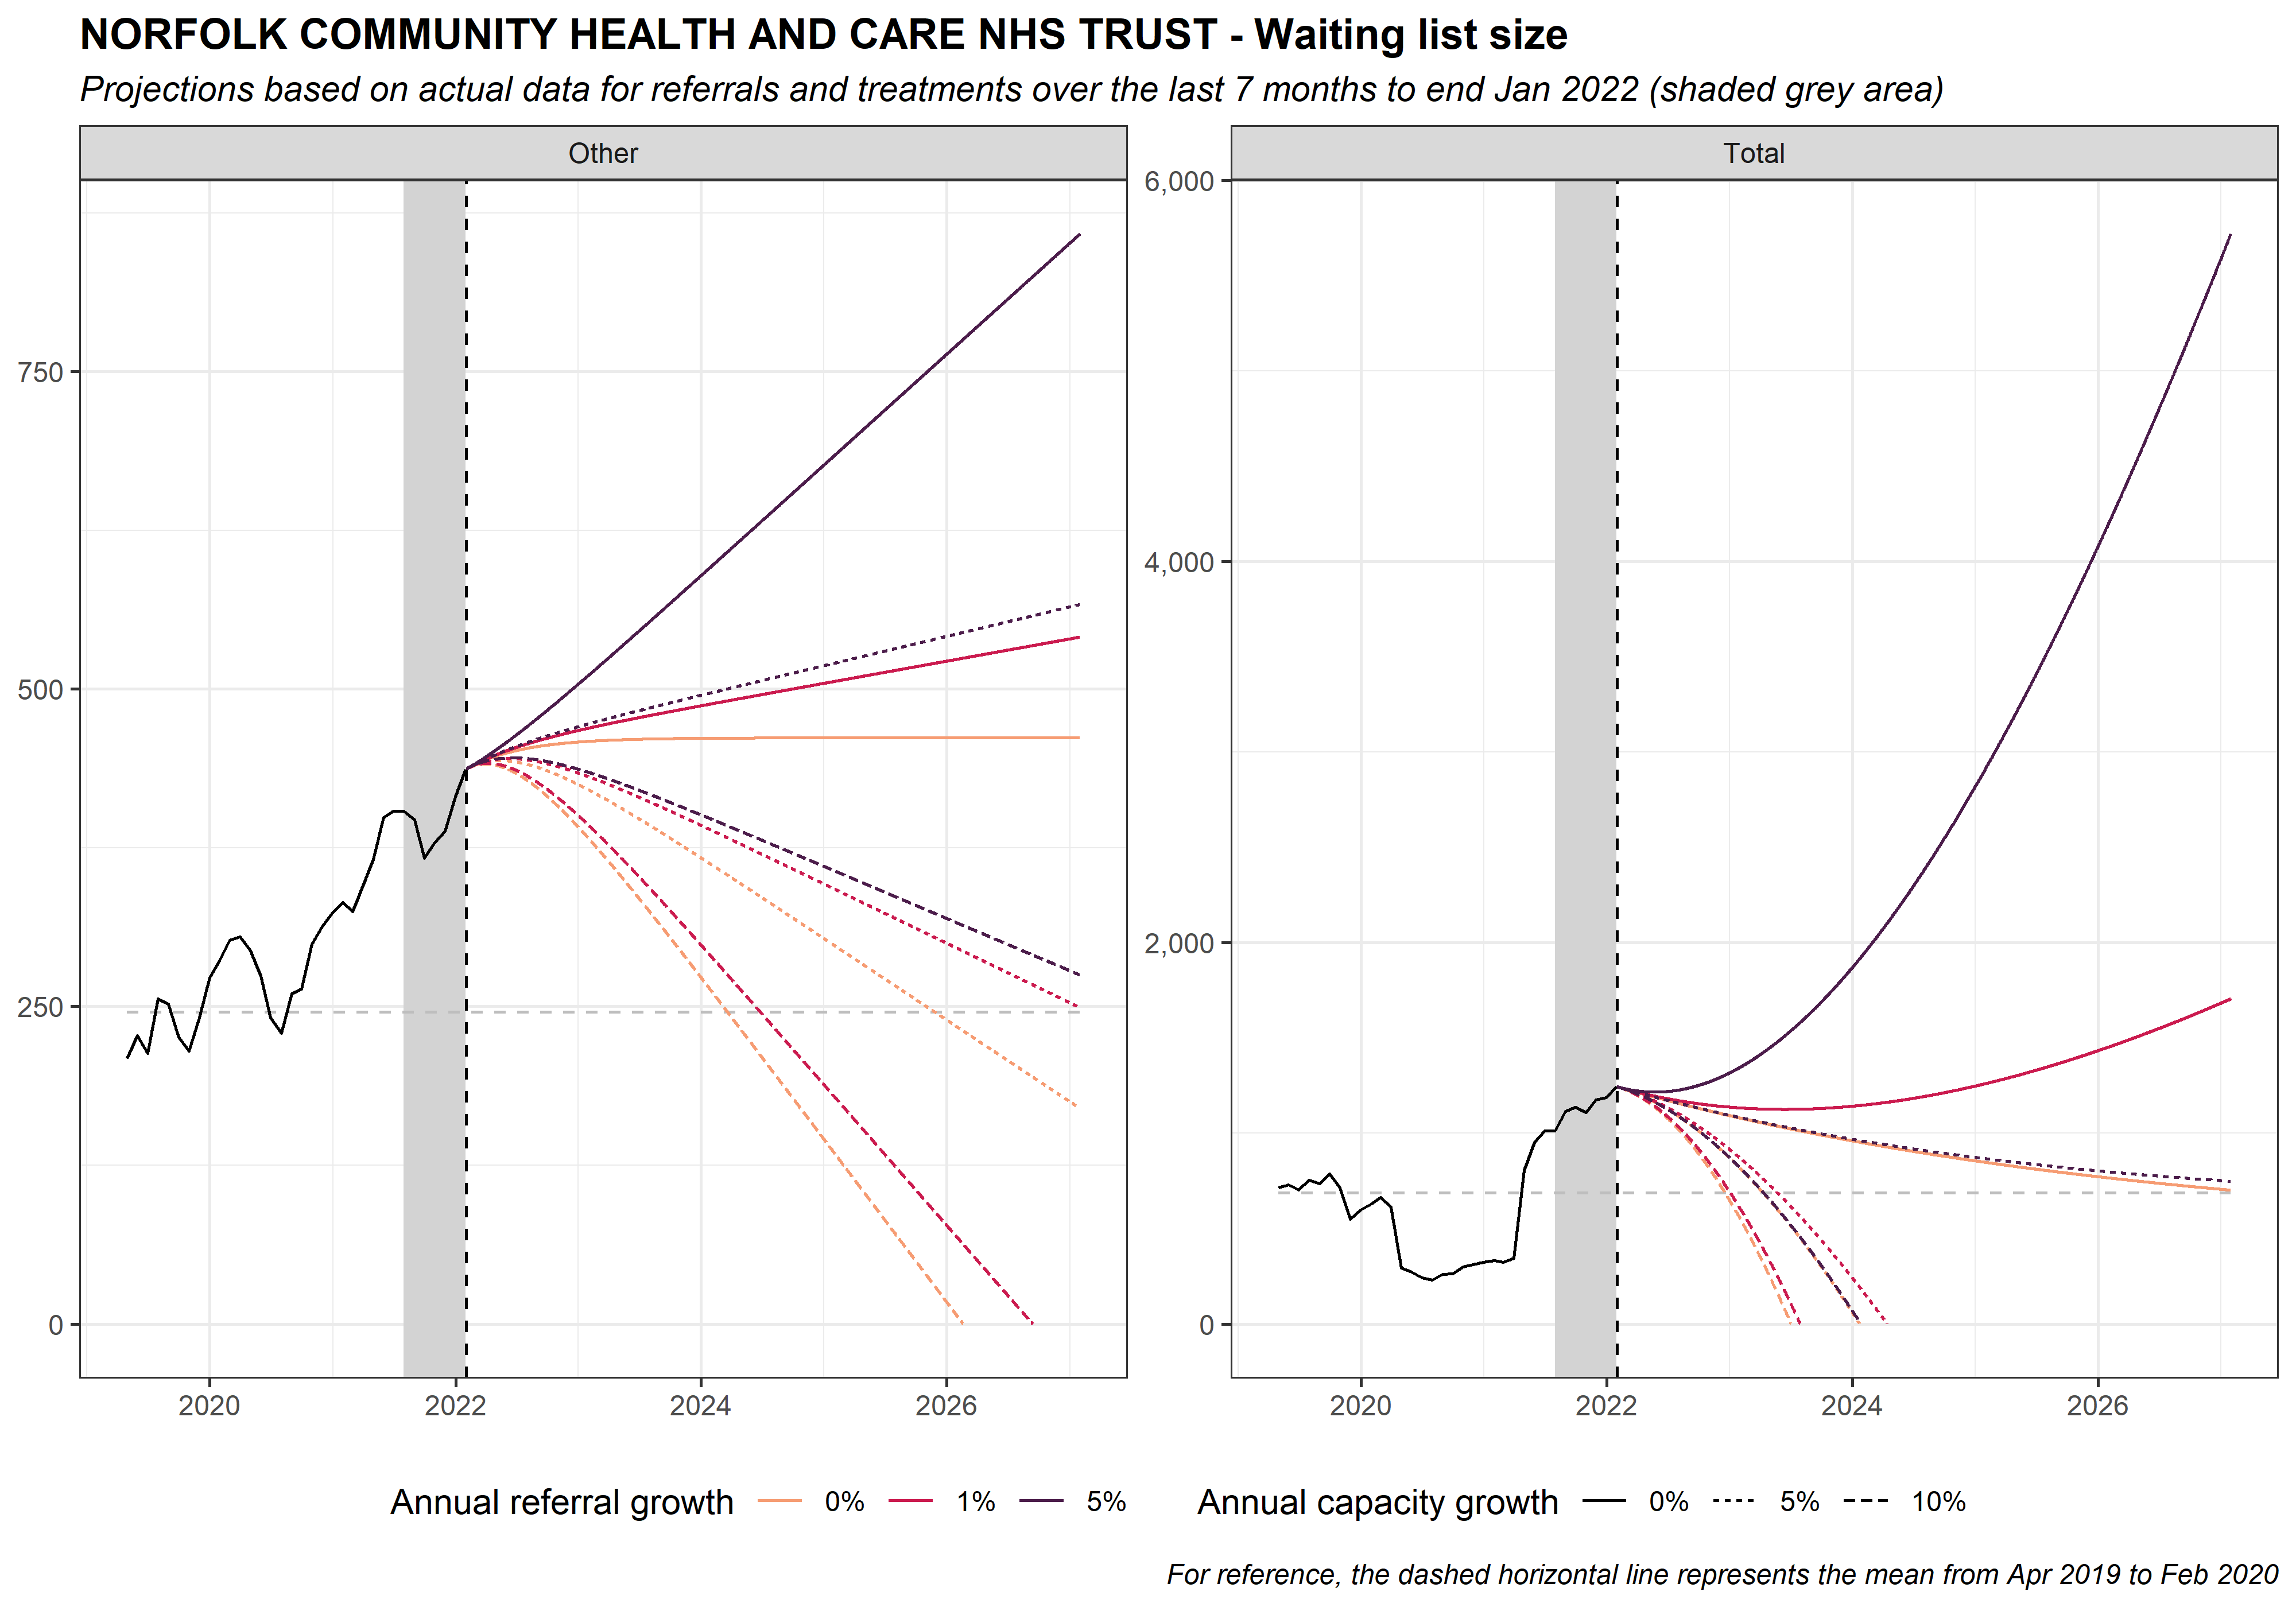 NORFOLK COMMUNITY HEALTH AND CARE NHS TRUST - Waiting list size
Projections based on actual data for referrals and treatments over the last 7 months to end Jan 2022 (shaded grey area)
Other
750
500
250
0
2020 2022 2024 2026
Total
6,000
4,000
2,000
0
2020 2022 2024 2026
Annual referral growth 0% 1% 5%
Annual capacity growth 0% 5% 10%
For reference, the dashed horizontal line represents the mean from Apr 2019 to Feb 2020